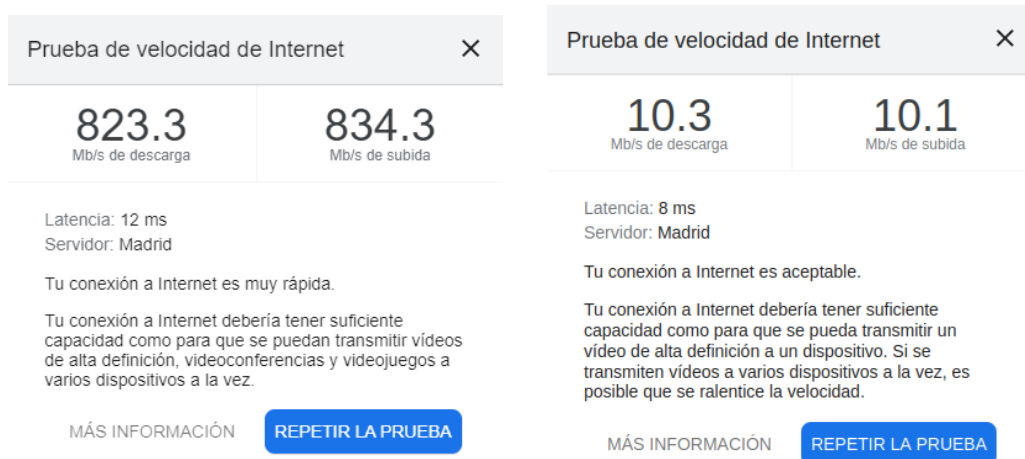 Prueba de velocidad de Internet
823.3
Mb/s de descarga
834.3
Mb/s de subida
Latencia: 12 ms
Servidor: Madrid
Tu conexión a Internet es muy rápida.
Tu conexión a Internet debería tener suficiente
capacidad como para que se puedan transmitir vídeos
de alta definición, videoconferencias y videojuegos a
varios dispositivos a la vez.
MÁS INFORMACIÓN
REPETIR LA PRUEBA
Prueba de velocidad de Internet
10.3
Mb/s de descarga
10.1
Mb/s de subida
Latencia: 8 ms
Servidor: Madrid
Tu conexión a Internet es aceptable.
Tu conexión a Internet debería tener suficiente
capacidad como para que se pueda transmitir un
vídeo de alta definición a un dispositivo. Si se
transmiten vídeos a varios dispositivos a la vez, es
posible que se ralentice la velocidad.
MÁS INFORMACIÓN
REPETIR LA PRUEBA